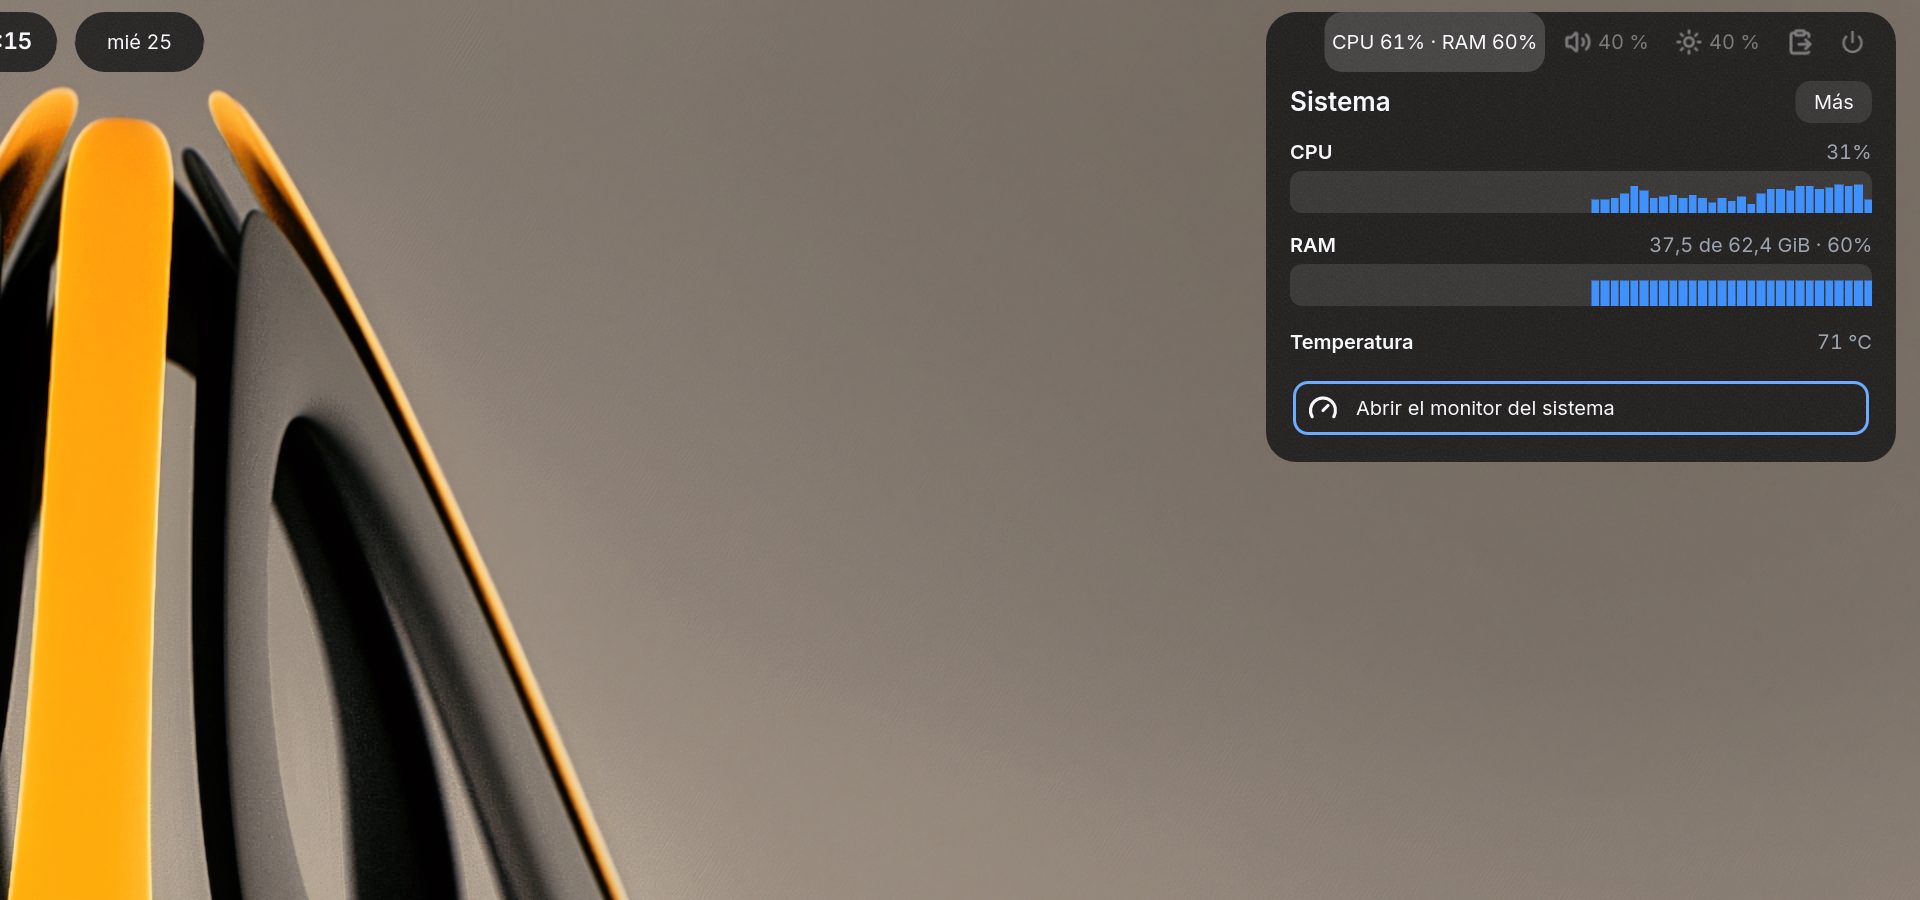 :15
mié 25
CPU 61% · RAM 60%
40 %
40 %
Sistema
Más
CPU
31%
RAM
37,5 de 62,4 GiB · 60%
Temperatura
71 °C
Abrir el monitor del sistema